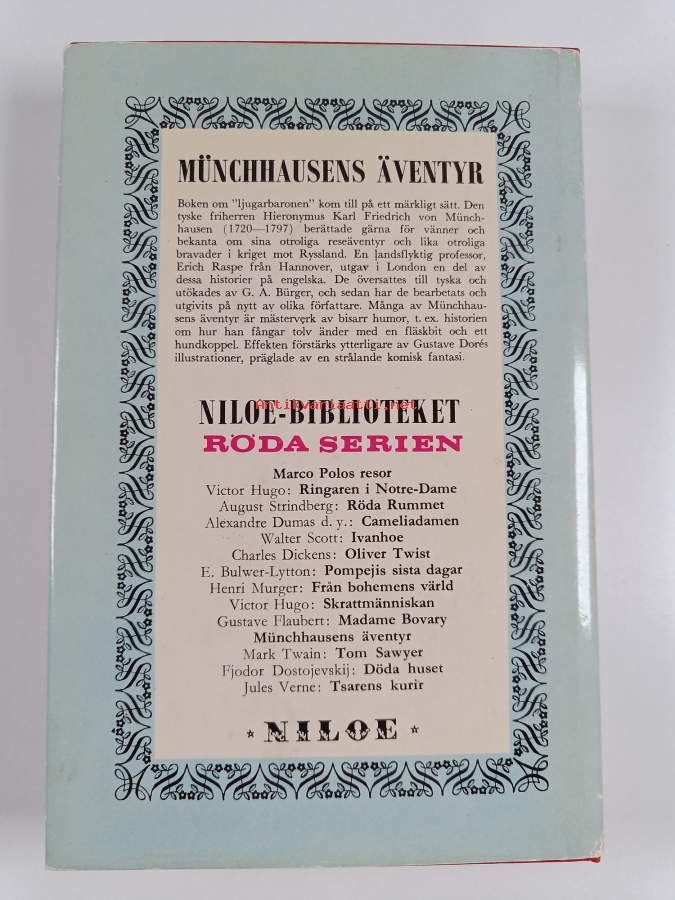 MÜNCHHAUSENS ÄVENTYR
Boken om "ljugarbaronen" kom till på ett märkligt sätt. Den
tyske friherren Hieronymus Karl Friedrich von Münch-
hausen (1720—1797) berättade gärna för vänner och
bekanta om sina otroliga reseäventyr och lika otroliga
bravader i kriget mot Ryssland. En landsflyktig professor,
Erich Raspe från Hannover, utgav i London en del av
dessa historier på engelska. De översattes till tyska och
utökades av G. A. Bürger, och sedan har de bearbetats och
utgivits på nytt av olika författare. Många av Münchhau-
sens äventyr är mästerverk av bisarr humor, t. ex. historien
om hur han fångar tolv änder med en fläskbit och ett
hundkoppel. Effekten förstärks ytterligare av Gustave Dorés
illustrationer, präglade av en strålande komisk fantasi.
NILOE-BIBLIOTEKET
Antikvariaatti.net
RÖDA SERIEN
Marco Polos resor
Victor Hugo: Ringaren i Notre-Dame
August Strindberg: Röda Rummet
Alexandre Dumas d. y.: Cameliadamen
Walter Scott: Ivanhoe
Charles Dickens: Oliver Twist
E. Bulwer-Lytton: Pompejis sista dagar
Henri Murger: Från bohemens värld
Victor Hugo: Skrattmänniskan
Gustave Flaubert: Madame Bovary
Münchhausens äventyr
Mark Twain: Tom Sawyer
Fjodor Dostojevskij: Döda huset
Jules Verne: Tsarens kurir
* NILOE *